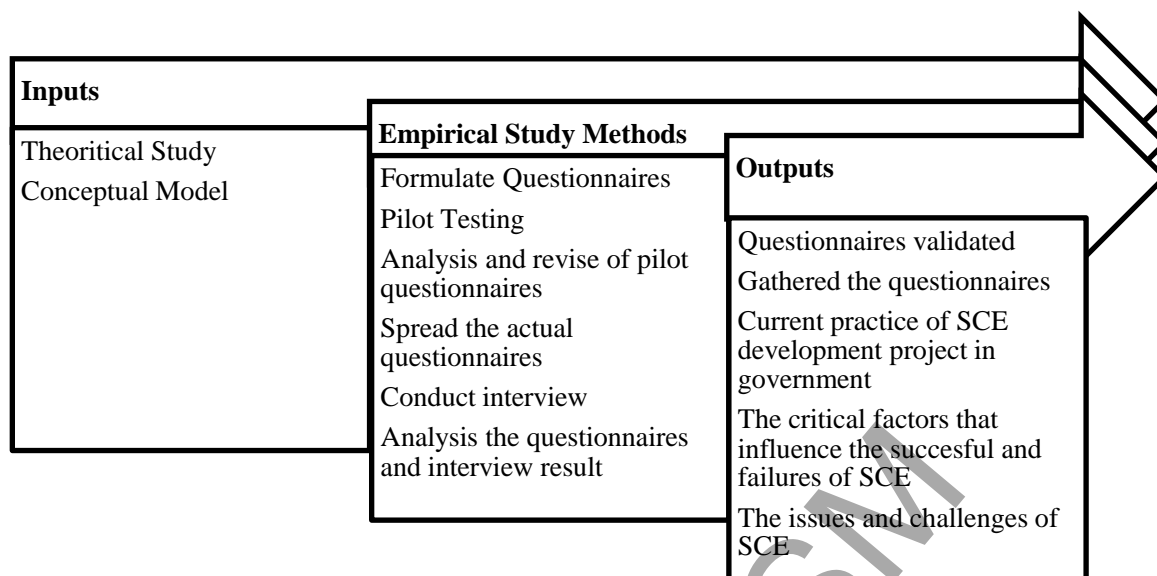 Inputs
Theoritical Study
Conceptual Model
Empirical Study Methods
Formulate Questionnaires
Pilot Testing
Analysis and revise of pilot
questionnaires
Spread the actual
questionnaires
Conduct interview
Analysis the questionnaires
and interview result
Outputs
Questionnaires validated
Gathered the questionnaires
Current practice of SCE
development project in
government
The critical factors that
influence the succesful and
failures of SCE
The issues and challenges of
SCE
SM